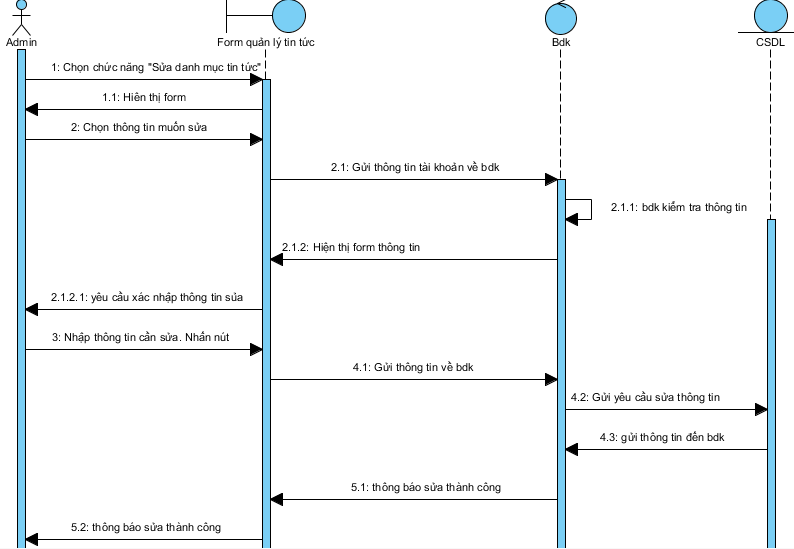 Admin
Form quản lý tin tức
Bdk
CSDL
1: Chọn chức năng "Sửa danh mục tin tức"
1.1: Hiên thị form
2: Chọn thông tin muốn sửa
2.1: Gửi thông tin tài khoản về bdk
2.1.1: bdk kiểm tra thông tin
2.1.2: Hiện thị form thông tin
2.1.2.1: yêu cầu xác nhập thông tin sủa
3: Nhập thông tin cần sửa. Nhấn nút
4.1: Gửi thông tin về bdk
4.2: Gửi yêu cầu sửa thông tin
4.3: gửi thông tin đến bdk
5.1: thông báo sửa thành công
5.2: thông báo sửa thành công